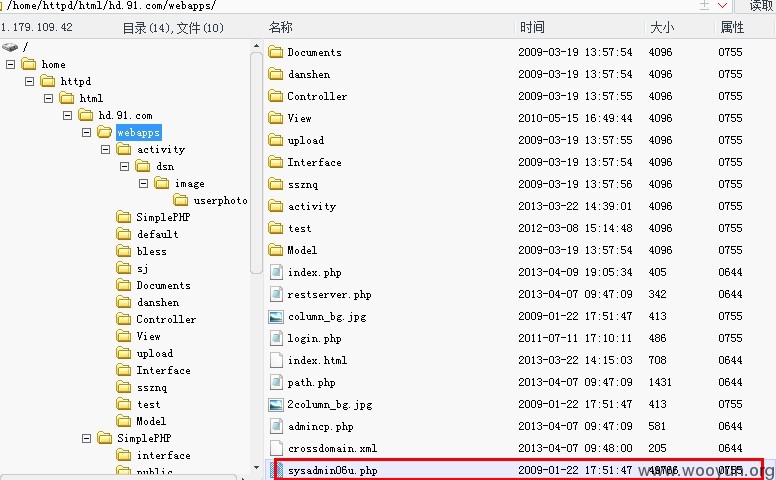 /home/httpd/html/hd.91.com/webapps/ 读取
1.179.109.42 目录(14),文件(10) 名称 时间 大小 属性
/
home
httpd
html
hd.91.com
webapps
activity
dsn
image
userphoto
SimplePHP
default
bless
sj
Documents
danshen
Controller
View
upload
Interface
ssznq
test
Model
SimplePHP
interface
public
Documents 2009-03-19 13:57:54 4096 0755
danshen 2009-03-19 13:57:54 4096 0755
Controller 2009-03-19 13:57:55 4096 0755
View 2010-05-15 16:49:44 4096 0755
upload 2009-03-19 13:57:55 4096 0755
Interface 2009-03-19 13:57:54 4096 0755
ssznq 2009-03-19 13:57:56 4096 0755
activity 2013-03-22 14:39:01 4096 0755
test 2012-03-08 15:14:48 4096 0755
Model 2009-03-19 13:57:54 4096 0755
index.php 2013-04-09 19:05:34 405 0644
restserver.php 2013-04-07 09:47:09 342 0644
column_bg.jpg 2009-01-22 17:51:47 413 0755
login.php 2011-07-11 17:10:11 486 0755
index.html 2013-03-22 14:15:03 708 0644
path.php 2013-04-07 09:47:09 1431 0644
2column_bg.jpg 2009-01-22 17:51:47 413 0755
admincp.php 2013-04-07 09:47:09 581 0644
crossdomain.xml 2013-04-07 09:48:00 205 0644
sysadmin06u.php 2009-01-22 17:51:47 0755
www.wooyun.org